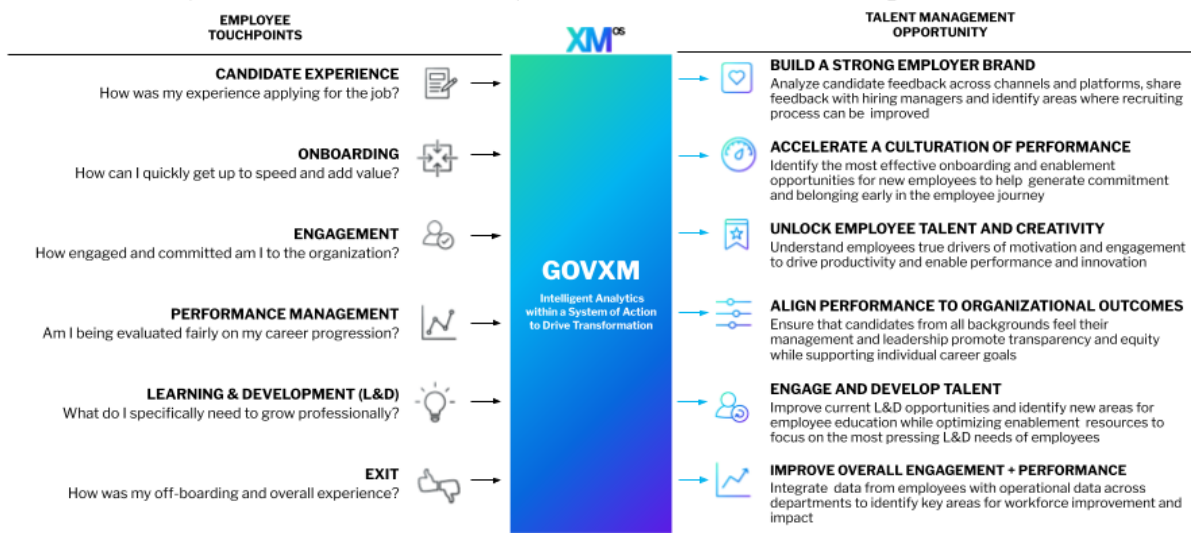 EMPLOYEE
TOUCHPOINTS
XM OS
TALENT MANAGEMENT
OPPORTUNITY
CANDIDATE EXPERIENCE
How was my experience applying for the job?
BUILD A STRONG EMPLOYER BRAND
Analyze candidate feedback across channels and platforms, share
feedback with hiring managers and identify areas where recruiting
process can be improved
ONBOARDING
How can I quickly get up to speed and add value?
ACCELERATE A CULTURATION OF PERFORMANCE
Identify the most effective onboarding and enablement
opportunities for new employees to help generate commitment
and belonging early in the employee journey
ENGAGEMENT
How engaged and committed am I to the organization?
UNLOCK EMPLOYEE TALENT AND CREATIVITY
Understand employees true drivers of motivation and engagement
to drive productivity and enable performance and innovation
GOVXM
Intelligent Analytics
within a System of Action
to Drive Transformation
PERFORMANCE MANAGEMENT
Am I being evaluated fairly on my career progression?
ALIGN PERFORMANCE TO ORGANIZATIONAL OUTCOMES
Ensure that candidates from all backgrounds feel their
management and leadership promote transparency and equity
while supporting individual career goals
LEARNING & DEVELOPMENT (L&D)
What do I specifically need to grow professionally?
ENGAGE AND DEVELOP TALENT
Improve current L&D opportunities and identify new areas for
employee education while optimizing enablement resources to
focus on the most pressing L&D needs of employees
EXIT
How was my off-boarding and overall experience?
IMPROVE OVERALL ENGAGEMENT + PERFORMANCE
Integrate data from employees with operational data across
departments to identify key areas for workforce improvement and
impact